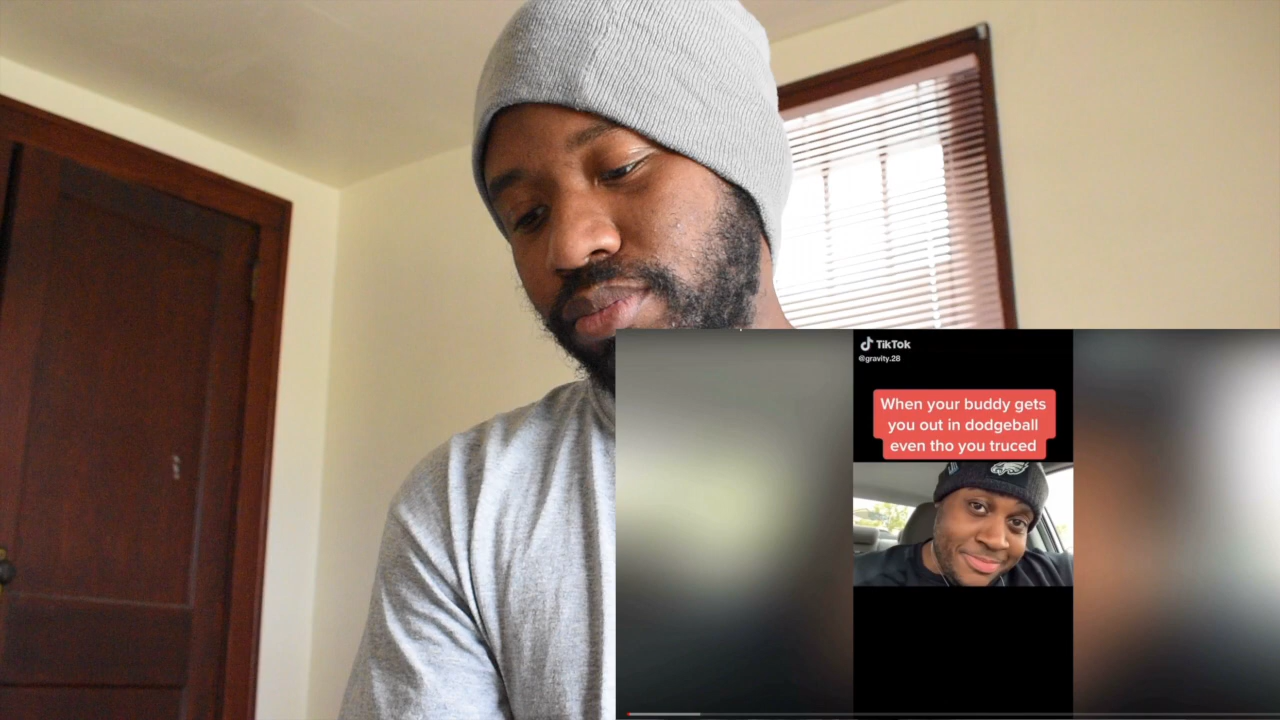 TikTok
@gravity.28
When your buddy gets
you out in dodgeball
even tho you truced